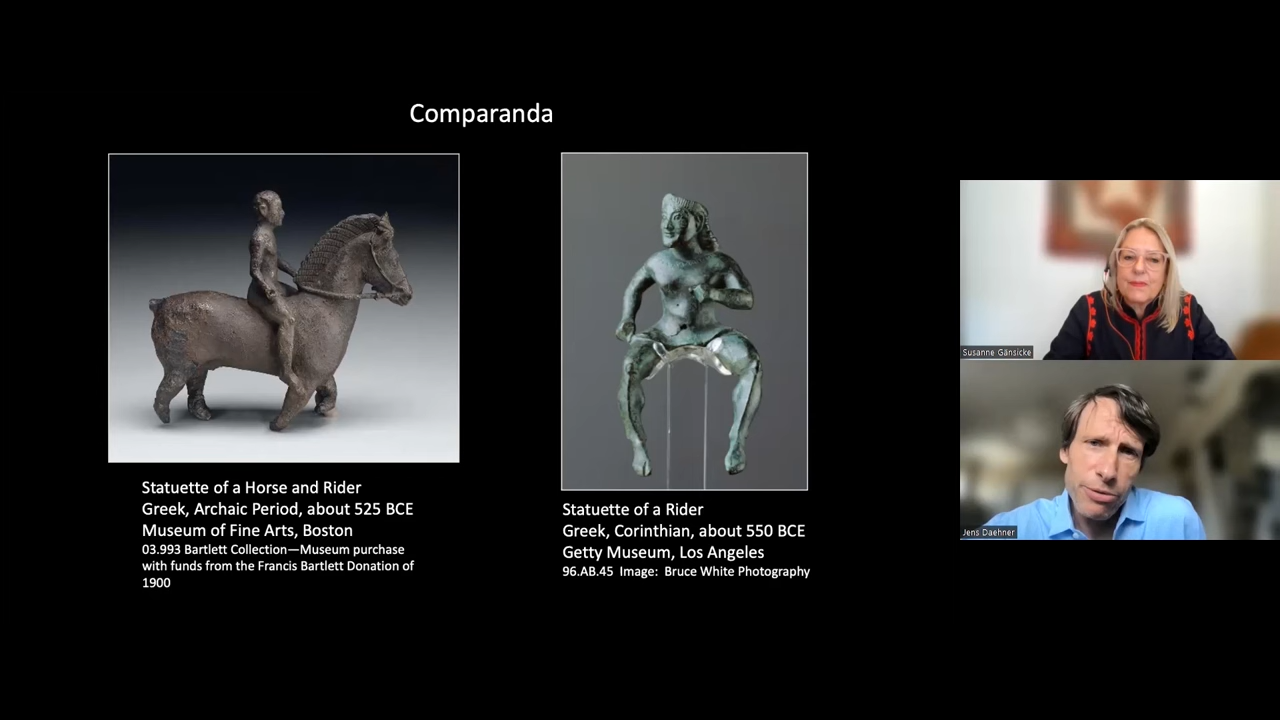 Comparanda
Statuette of a Horse and Rider
Greek, Archaic Period, about 525 BCE
Museum of Fine Arts, Boston
03.993 Bartlett Collection—Museum purchase
with funds from the Francis Bartlett Donation of
1900
Statuette of a Rider
Greek, Corinthian, about 550 BCE
Getty Museum, Los Angeles
96.AB.45  Image:  Bruce White Photography
Susanne Gänsicke
Jens Daehner